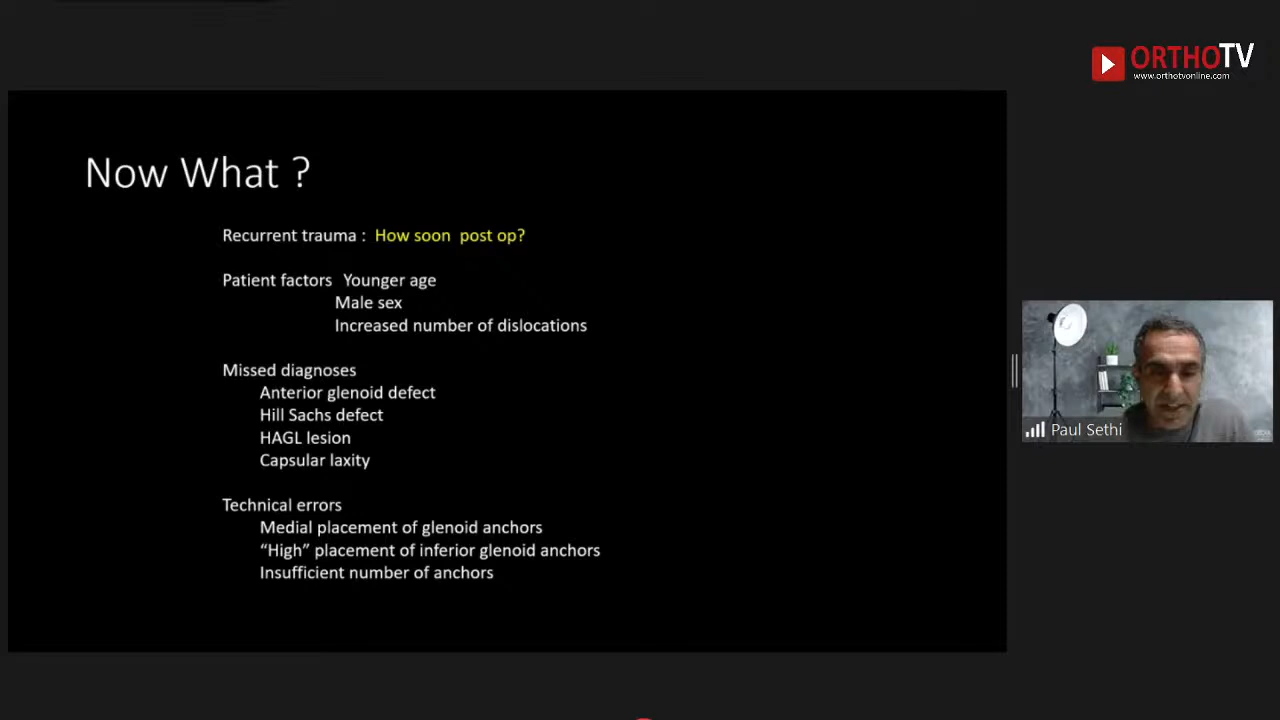 ORTHOTV
www.orthotvonline.com
Now What ?
Recurrent trauma : How soon post op?
Patient factors Younger age
Male sex
Increased number of dislocations
Missed diagnoses
Anterior glenoid defect
Hill Sachs defect
HAGL lesion
Capsular laxity
Technical errors
Medial placement of glenoid anchors
“High” placement of inferior glenoid anchors
Insufficient number of anchors
Paul Sethi